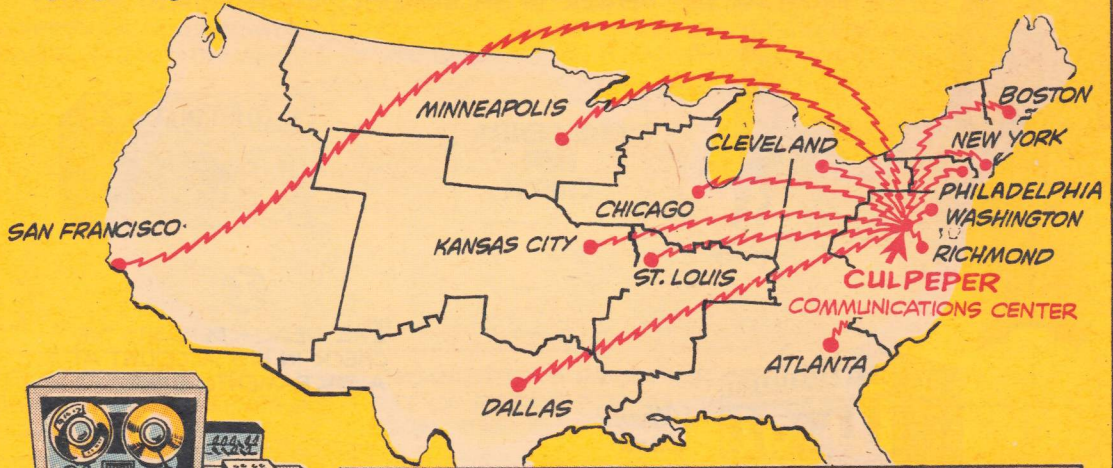 MINNEAPOLIS
BOSTON
CLEVELAND
NEW YORK
PHILADELPHIA
CHICAGO
WASHINGTON
SAN FRANCISCO
KANSAS CITY
RICHMOND
ST. LOUIS
CULPEPER
COMMUNICATIONS CENTER
ATLANTA
DALLAS